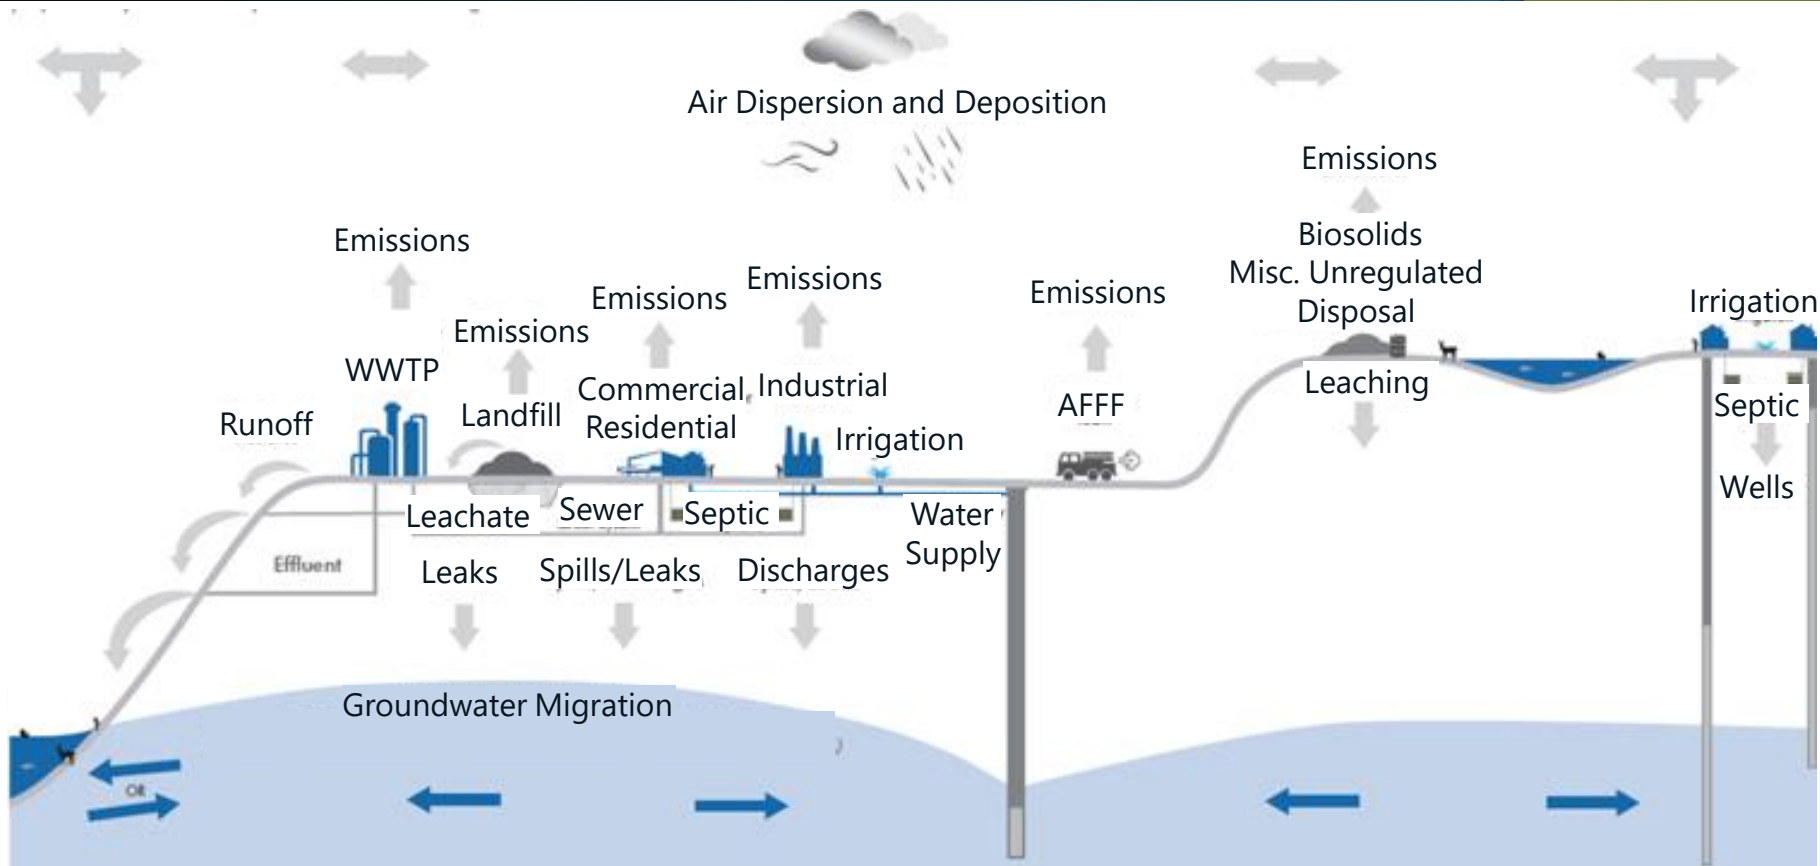 Air Dispersion and Deposition
Emissions
Biosolids
Misc. Unregulated
Disposal
Emissions
Emissions
Emissions
Emissions
Irrigation
Emissions
WWTP
Commercial
Residential
Industrial
Leaching
AFFF
Septic
Runoff
Landfill
Irrigation
Wells
Leachate
Sewer
Septic
Water
Supply
Effluent
Leaks
Spills/Leaks
Discharges
Groundwater Migration
OR